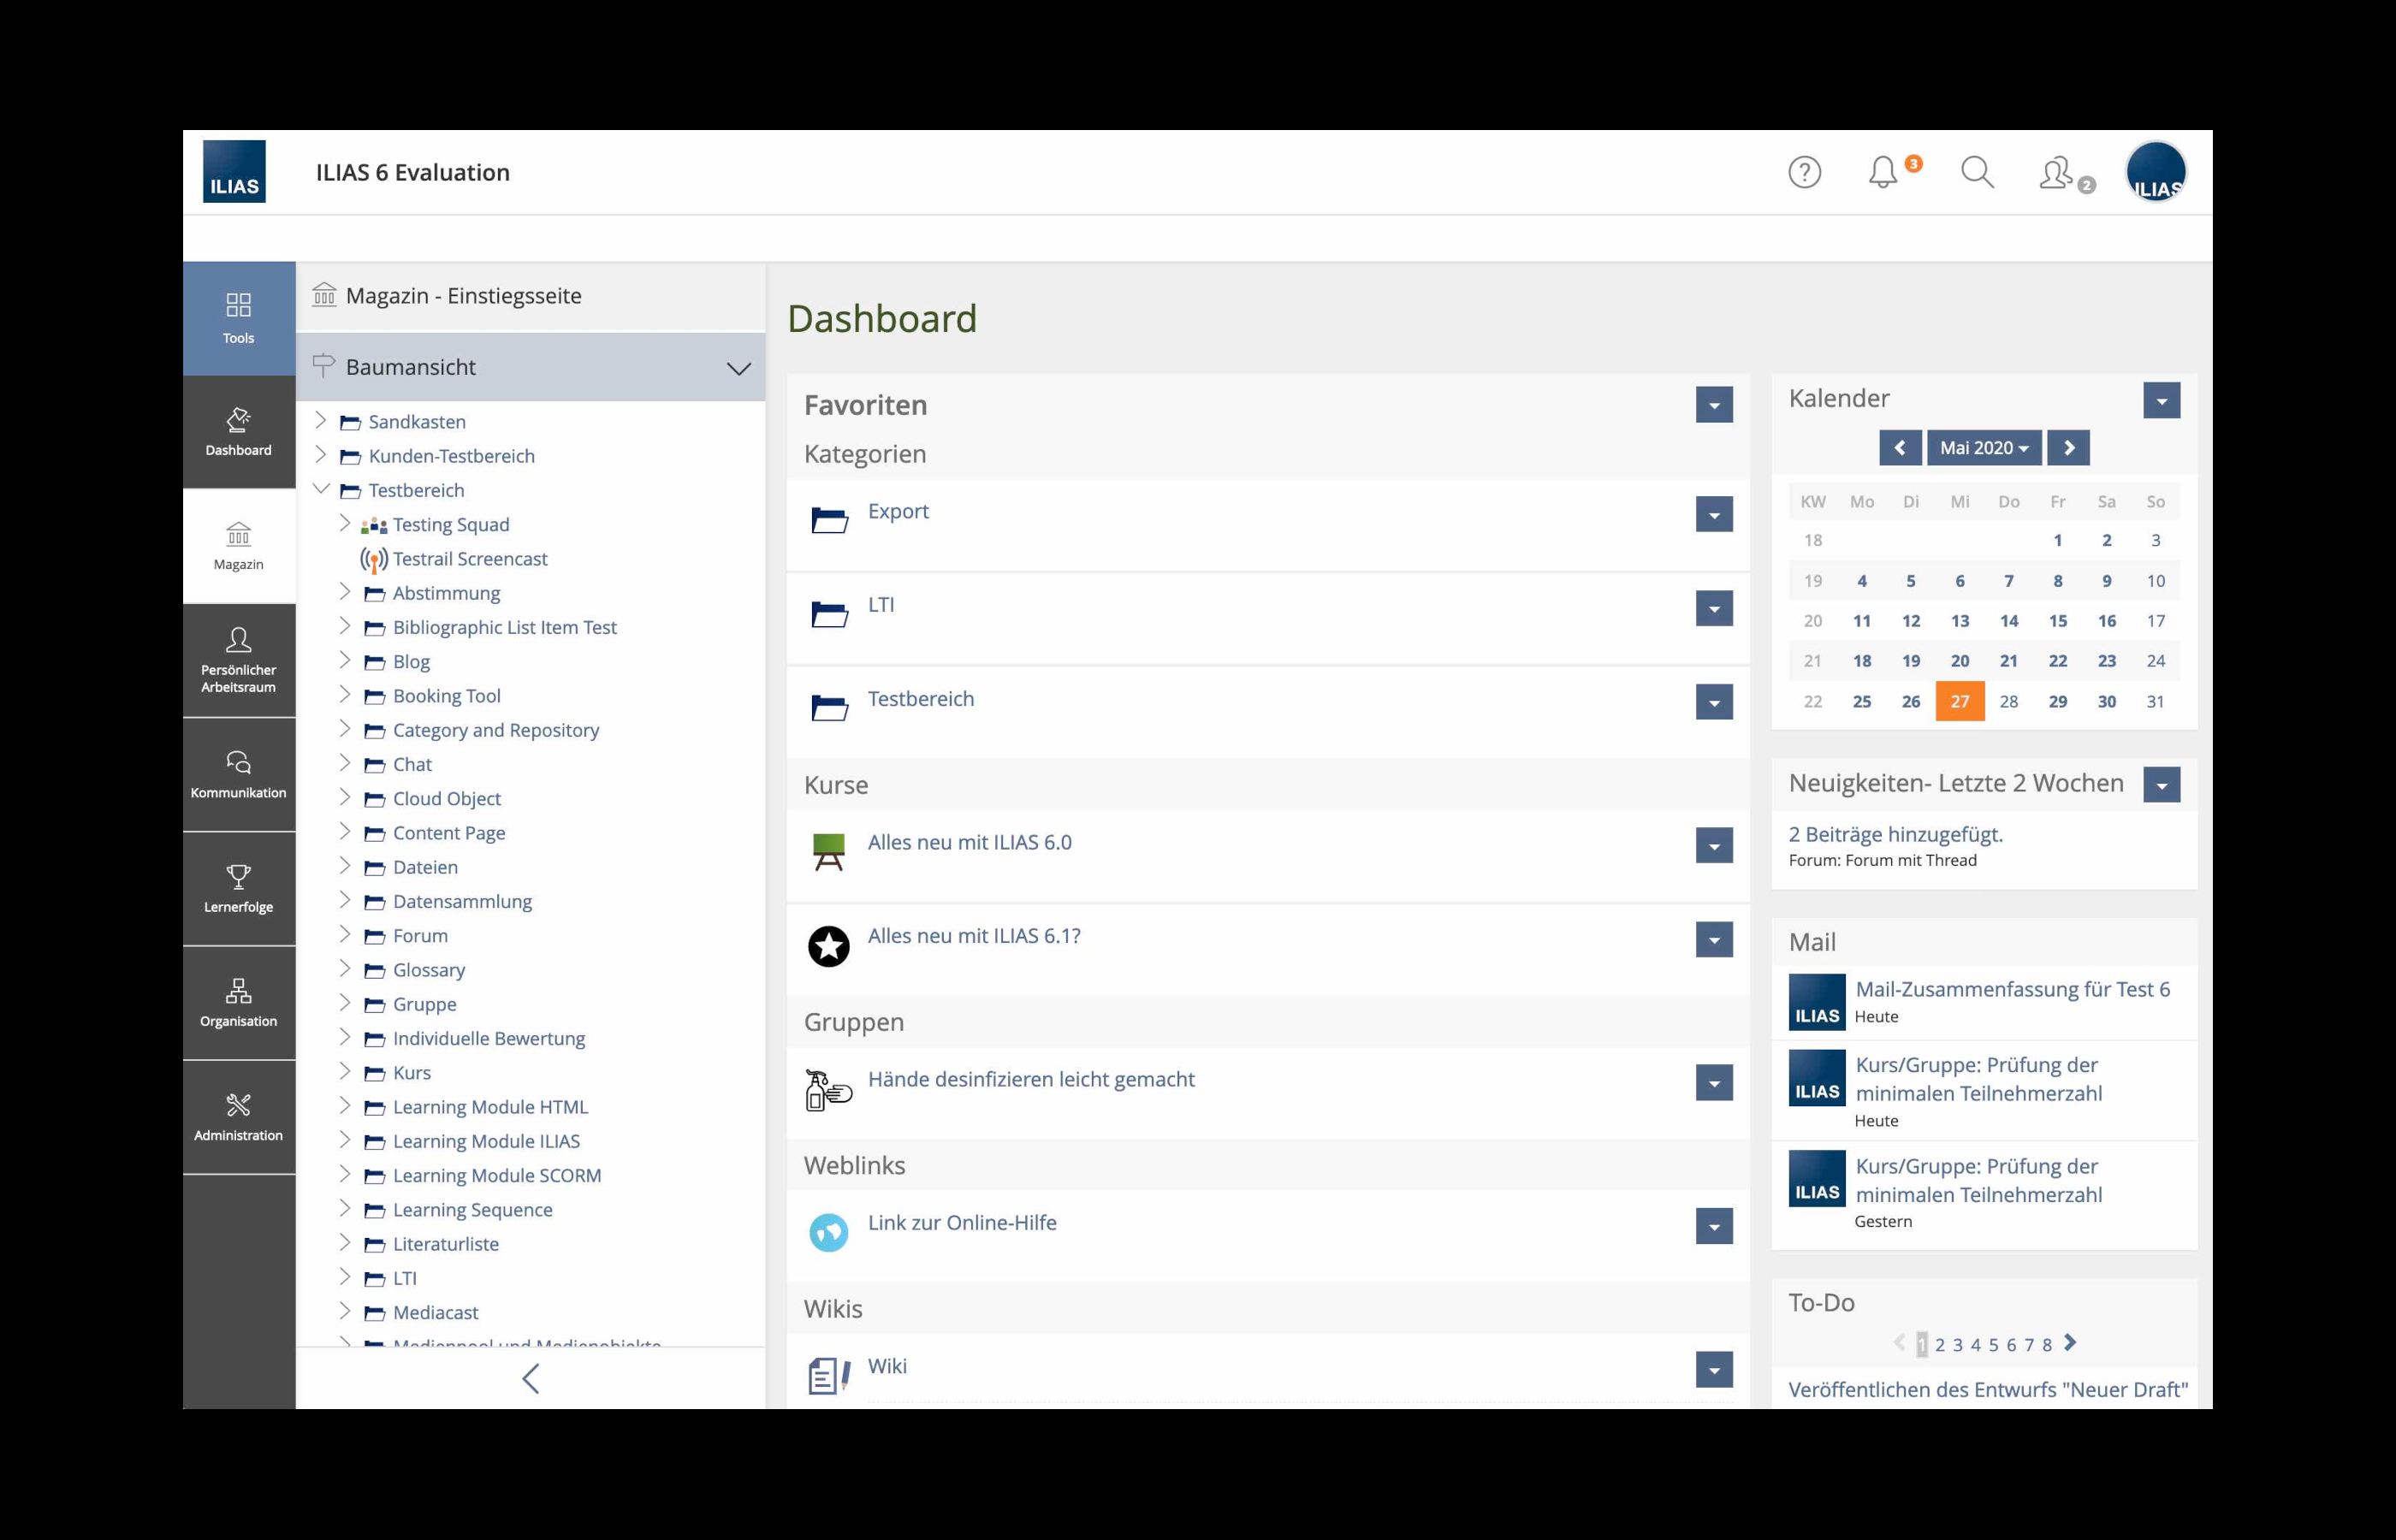 ILIAS
ILIAS 6 Evaluation
3
2
ILIAS
Tools
Dashboard
Magazin
Persönlicher
Arbeitsraum
Kommunikation
Lernerfolge
Organisation
Administration
Magazin - Einstiegsseite
Baumansicht
Sandkasten
Kunden-Testbereich
Testbereich
Testing Squad
Testrail Screencast
Abstimmung
Bibliographic List Item Test
Blog
Booking Tool
Category and Repository
Chat
Cloud Object
Content Page
Dateien
Datensammlung
Forum
Glossary
Gruppe
Individuelle Bewertung
Kurs
Learning Module HTML
Learning Module ILIAS
Learning Module SCORM
Learning Sequence
Literaturliste
LTI
Mediacast
Medienpool und Medienobjekte
Dashboard
Favoriten
Kategorien
Export
LTI
Testbereich
Kurse
Alles neu mit ILIAS 6.0
Alles neu mit ILIAS 6.1?
Gruppen
Hände desinfizieren leicht gemacht
Weblinks
Link zur Online-Hilfe
Wikis
Wiki
Kalender
Mai 2020
KW Mo Di Mi Do Fr Sa So
18 1 2 3
19 4 5 6 7 8 9 10
20 11 12 13 14 15 16 17
21 18 19 20 21 22 23 24
22 25 26 27 28 29 30 31
Neuigkeiten- Letzte 2 Wochen
2 Beiträge hinzugefügt.
Forum: Forum mit Thread
Mail
ILIAS
Mail-Zusammenfassung für Test 6
Heute
ILIAS
Kurs/Gruppe: Prüfung der
minimalen Teilnehmerzahl
Heute
ILIAS
Kurs/Gruppe: Prüfung der
minimalen Teilnehmerzahl
Gestern
To-Do
1 2 3 4 5 6 7 8
Veröffentlichen des Entwurfs "Neuer Draft"